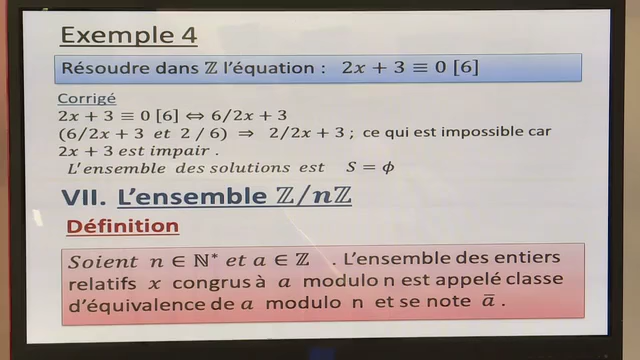 Exemple 4
Résoudre dans ℤ l'équation : 2x + 3 ≡ 0 [6]
Corrigé
2x + 3 ≡ 0 [6] ⇔ 6/2x + 3
(6/2x + 3 et 2 / 6) ⇒ 2/2x + 3 ; ce qui est impossible car
2x + 3 est impair .
L'ensemble des solutions est S = ϕ
VII. L'ensemble ℤ/nℤ
Définition
Soient n ∈ ℕ* et a ∈ ℤ . L'ensemble des entiers
relatifs x congrus à a modulo n est appelé classe
d'équivalence de a modulo n et se note a̅ .